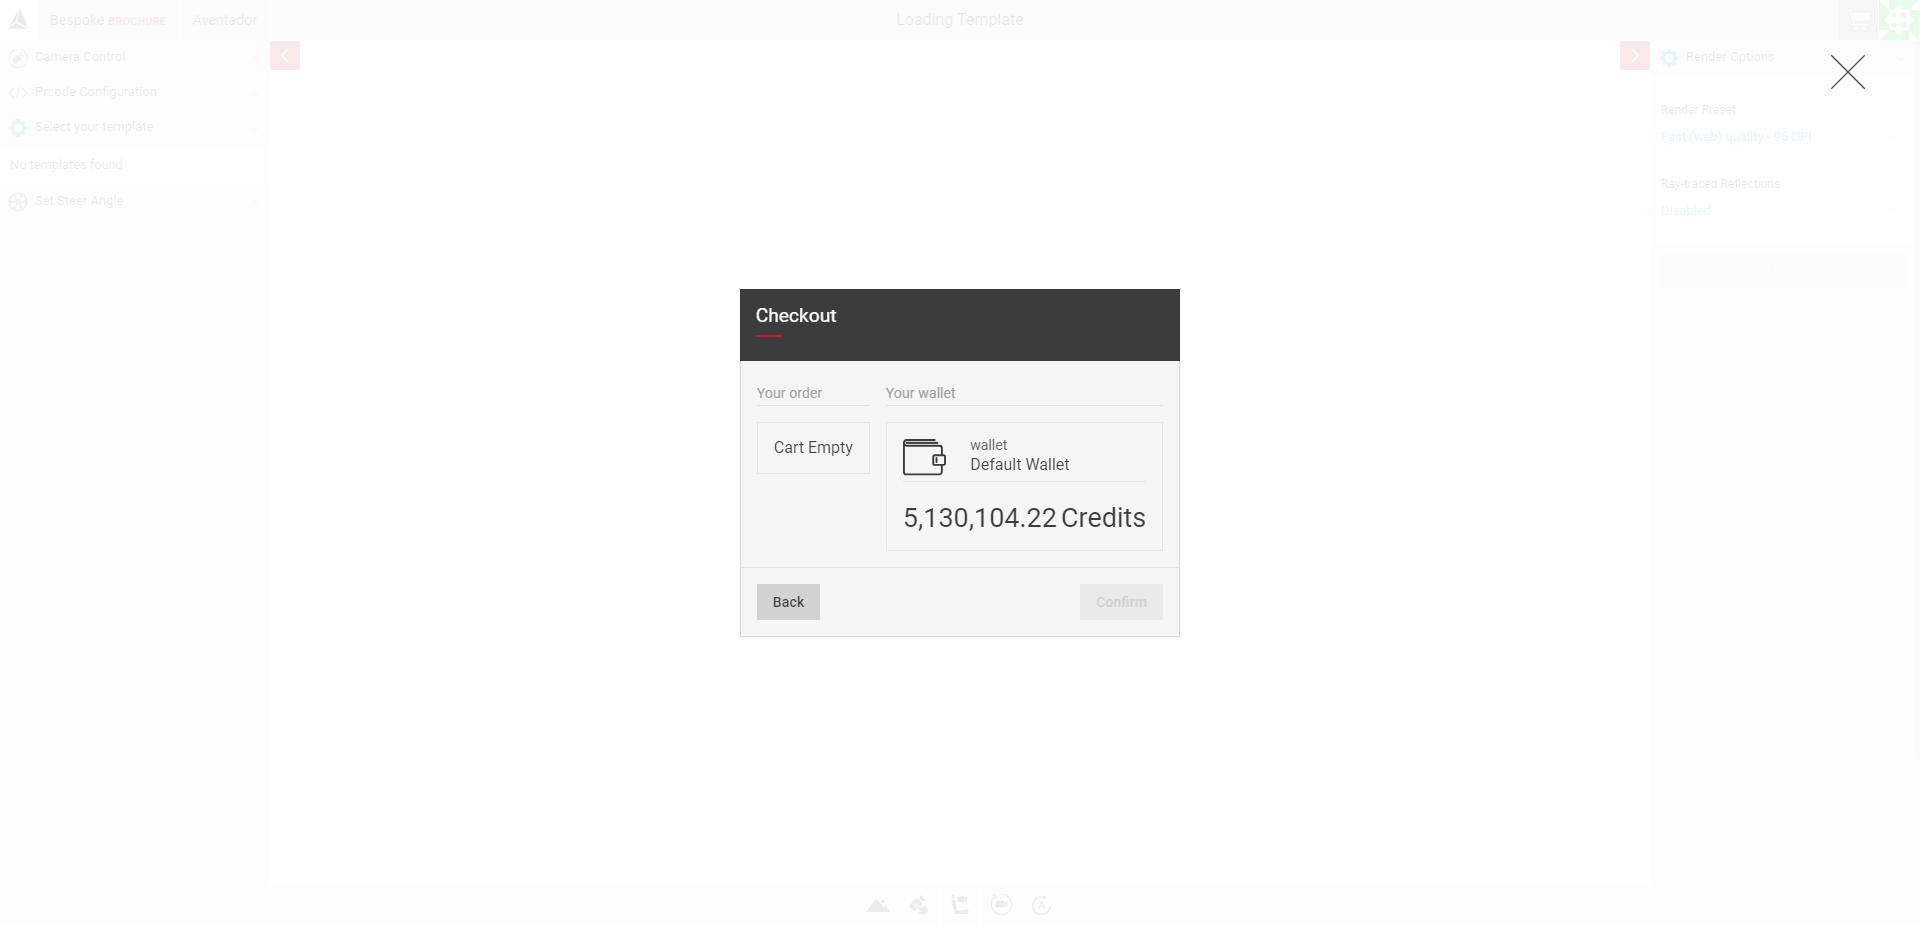 Bespoke BROCHURE
Aventador
Loading Template
Camera Control
Prcode Configuration
Select your template
No templates found
Set Steer Angle
Render Options
Render Preset
Fast (web) quality - 96 DPI
Ray-traced Reflections
Disabled
Checkout
Your order
Cart Empty
Your wallet
wallet
Default Wallet
5,130,104.22 Credits
Back
Confirm
A